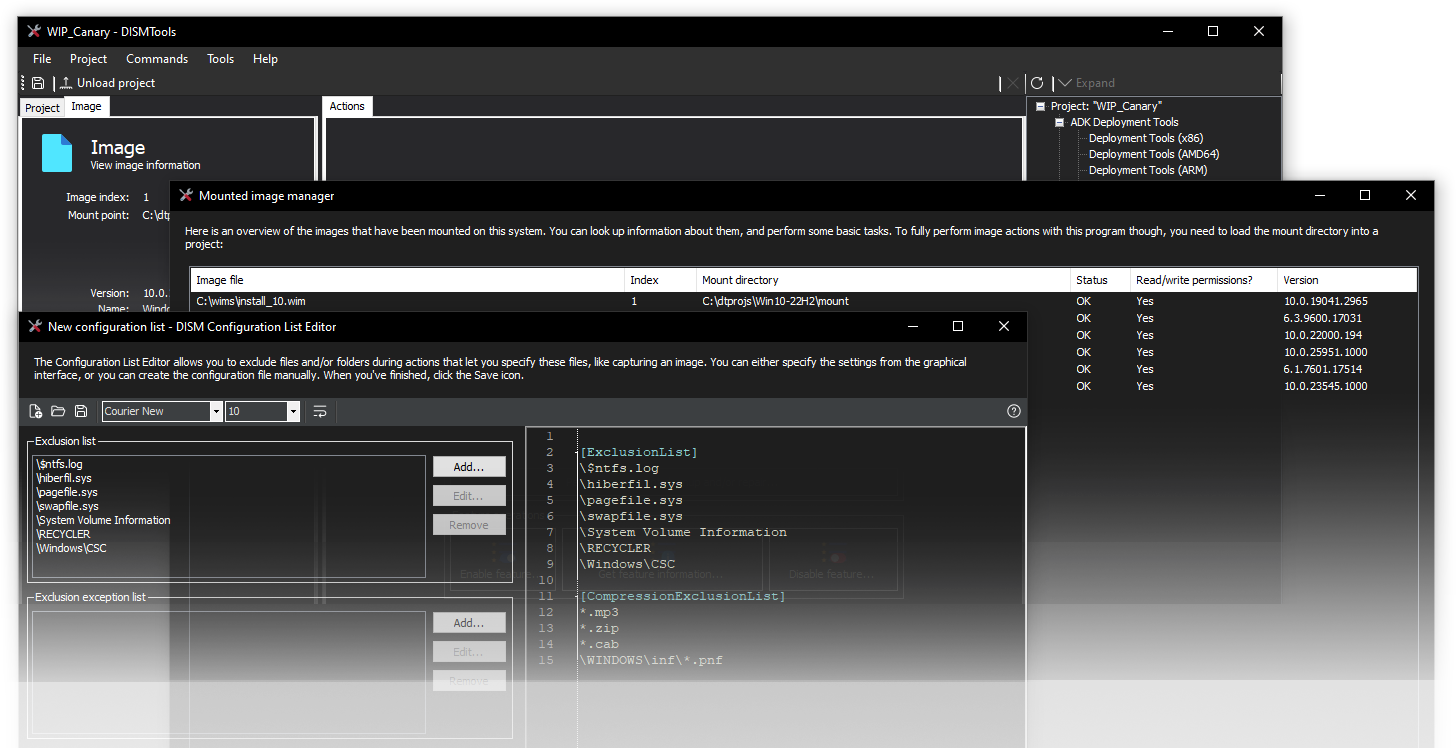 WIP_Canary - DISMTools
File Project Commands Tools Help
Unload project
Expand
Project Image
Actions
Image
View image information
Image index: 1
Mount point: C:\dtp
Version: 10.0.
Name: Windo
Project: "WIP_Canary"
ADK Deployment Tools
Deployment Tools (x86)
Deployment Tools (AMD64)
Deployment Tools (ARM)
Mounted image manager
Here is an overview of the images that have been mounted on this system. You can look up information about them, and perform some basic tasks. To fully perform image actions with this program though, you need to load the mount directory into a
project:
Image file Index Mount directory Status Read/write permissions? Version
C:\wims\install_10.wim 1 C:\dtprojs\Win10-22H2\mount OK Yes 10.0.19041.2965
OK Yes 6.3.9600.17031
OK Yes 10.0.22000.194
OK Yes 10.0.25951.1000
OK Yes 6.1.7601.17514
OK Yes 10.0.23545.1000
New configuration list - DISM Configuration List Editor
The Configuration List Editor allows you to exclude files and/or folders during actions that let you specify these files, like capturing an image. You can either specify the settings from the graphical
interface, or you can create the configuration file manually. When you've finished, click the Save icon.
Courier New 10
Exclusion list
\$ntfs.log
\hiberfil.sys
\pagefile.sys
\swapfile.sys
\System Volume Information
\RECYCLER
\Windows\CSC
Add...
Edit...
Remove
Exclusion exception list
Add...
Edit...
Remove
1
2 [ExclusionList]
3 \$ntfs.log
4 \hiberfil.sys
5 \pagefile.sys
6 \swapfile.sys
7 \System Volume Information
8 \RECYCLER
9 \Windows\CSC
10
11 [CompressionExclusionList]
12 *.mp3
13 *.zip
14 *.cab
15 \WINDOWS\inf\*.pnf
Enable feature...
Get feature information...
Disable feature...